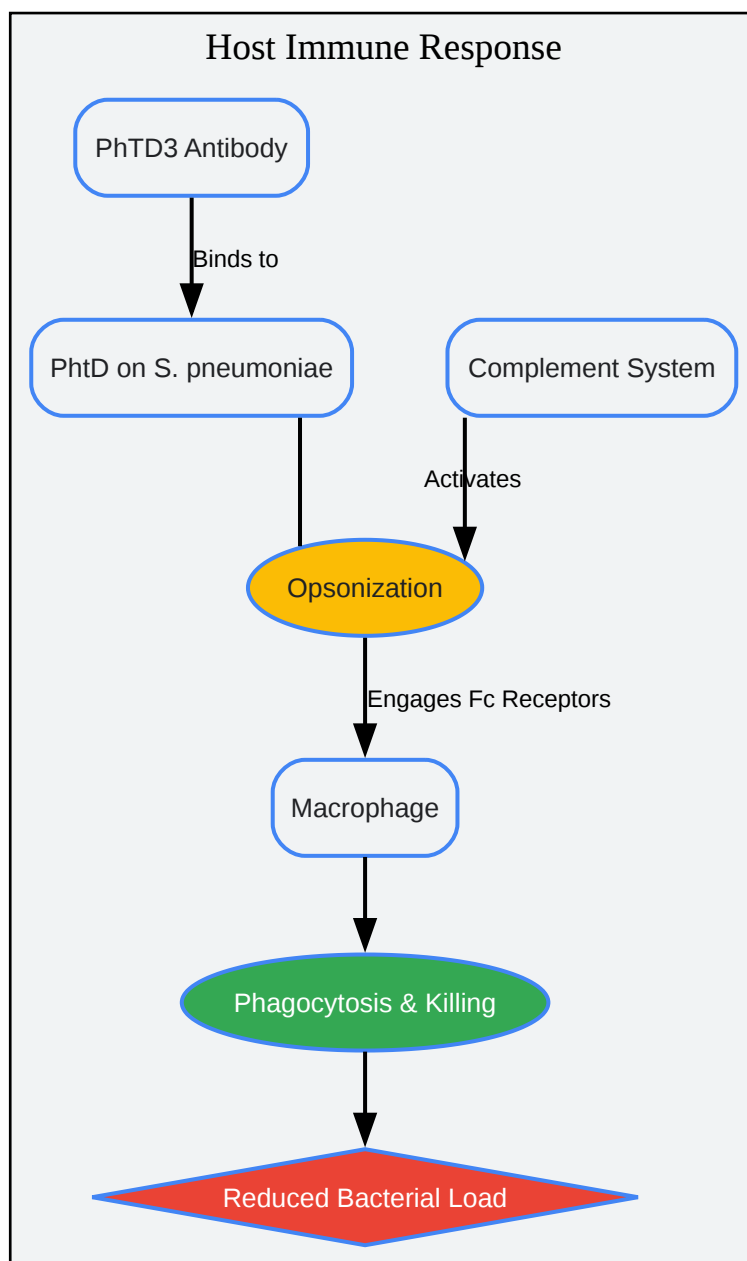 Host Immune Response
PhTD3 Antibody
Binds to
PhtD on S. pneumoniae
Complement System
Activates
Opsonization
Engages Fc Receptors
Macrophage
Phagocytosis & Killing
Reduced Bacterial Load